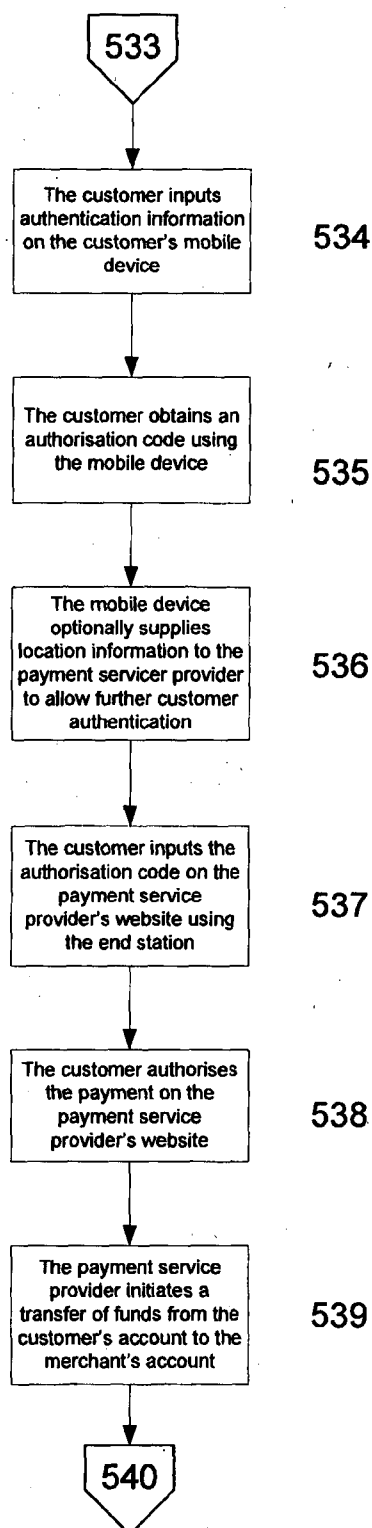 533
The customer inputs
authentication information
on the customer's mobile
device
534
The customer obtains an
authorisation code using
the mobile device
535
The mobile device
optionally supplies
location information to the
payment servicer provider
to allow further customer
authentication
536
The customer inputs the
authorisation code on the
payment service
provider's website using
the end station
537
The customer authorises
the payment on the
payment service
provider's website
538
The payment service
provider initiates a
transfer of funds from the
customer's account to the
merchant's account
539
540